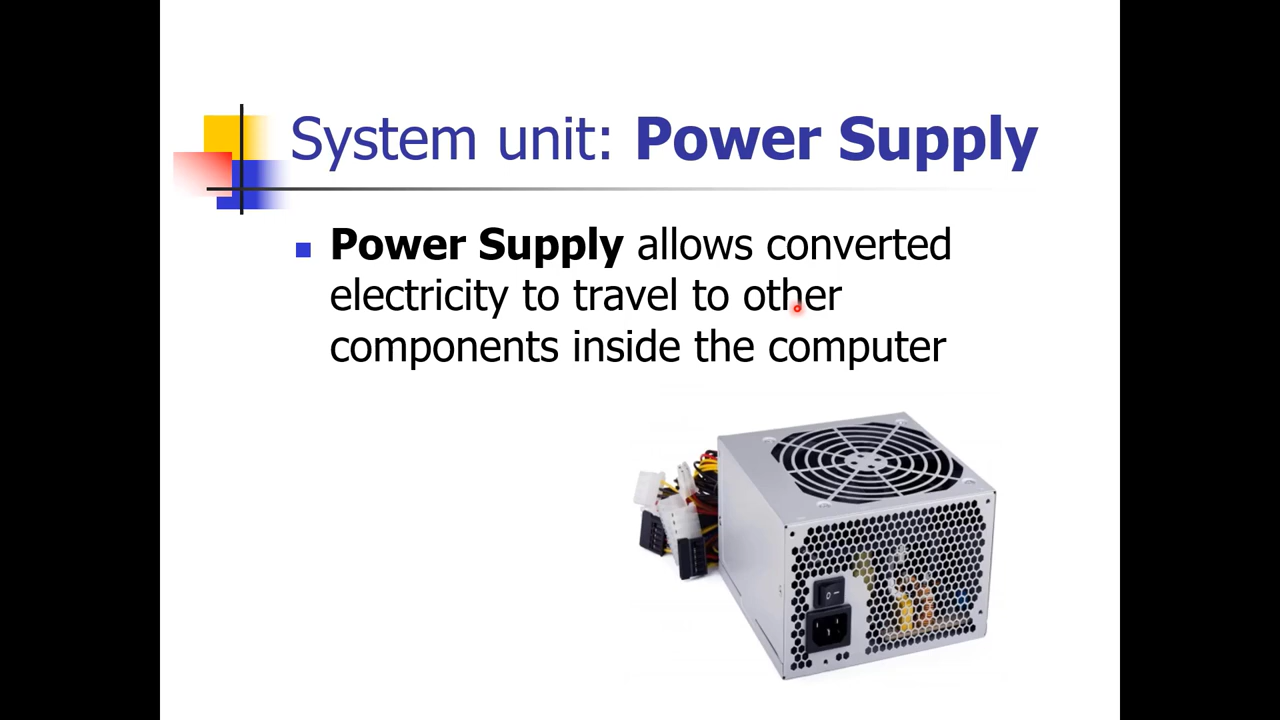 System unit: Power Supply
Power Supply allows converted
electricity to travel to other
components inside the computer